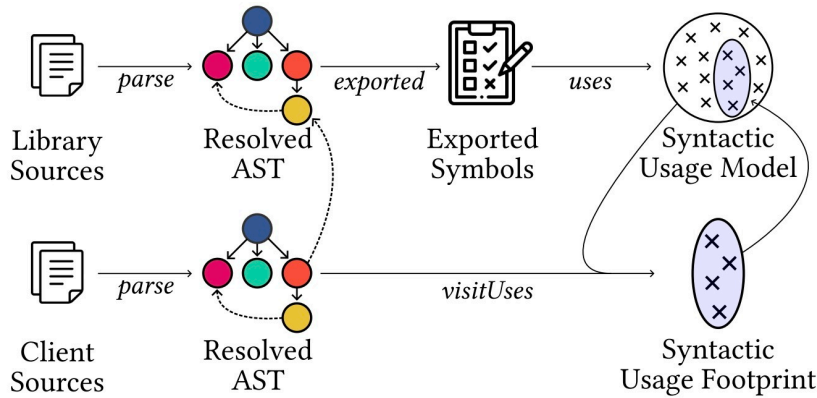 parse
exported
uses
Library
Sources
Resolved
AST
Exported
Symbols
Syntactic
Usage Model
parse
visitUses
Client
Sources
Resolved
AST
Syntactic
Usage Footprint